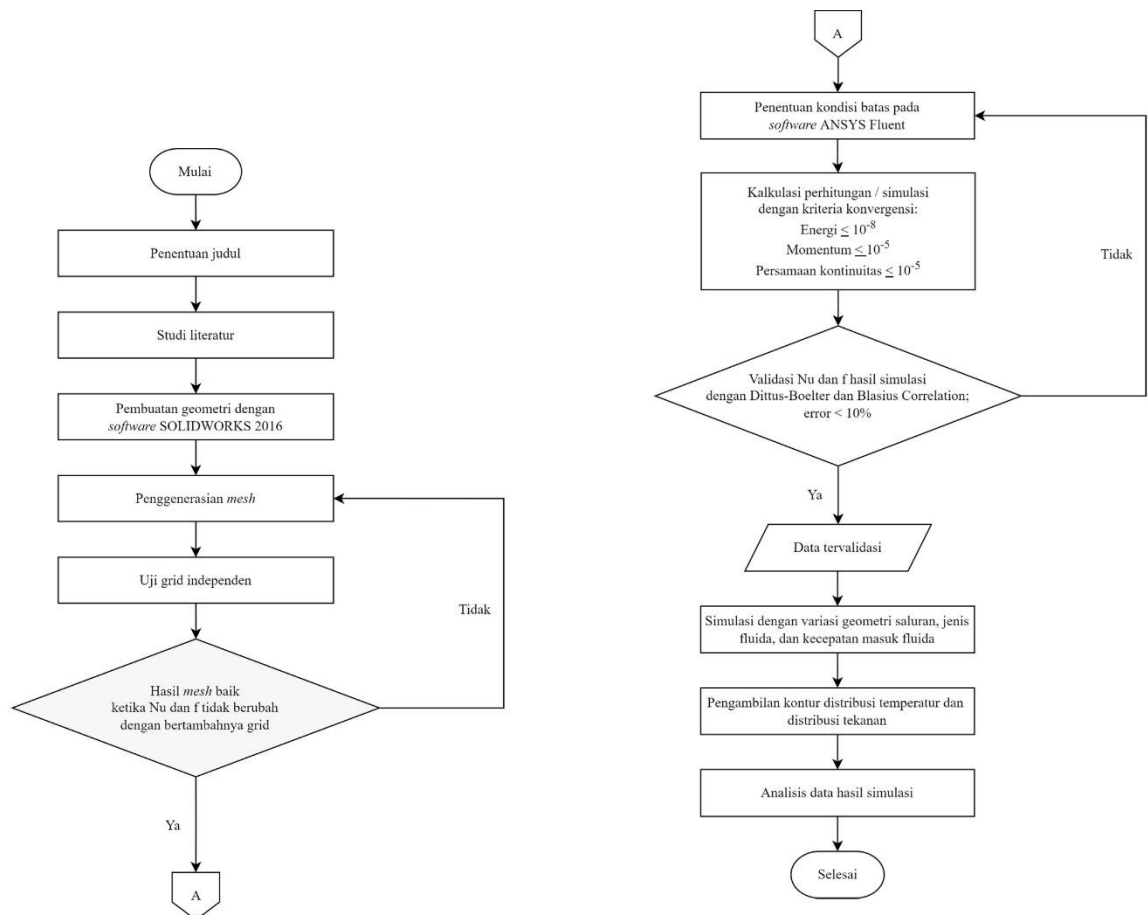 Mulai
Penentuan judul
Studi literatur
Pembuatan geometri dengan
software SOLIDWORKS 2016
Penggenerasian mesh
Uji grid independen
Tidak
Hasil mesh baik
ketika Nu dan f tidak berubah
dengan bertambahnya grid
Ya
A
A
Penentuan kondisi batas pada
software ANSYS Fluent
Kalkulasi perhitungan / simulasi
dengan kriteria konvergensi:
Energi ≤ 10⁻⁸
Momentum ≤ 10⁻⁵
Persamaan kontinuitas ≤ 10⁻⁵
Tidak
Validasi Nu dan f hasil simulasi
dengan Dittus-Boelter dan Blasius Correlation;
error < 10%
Ya
Data tervalidasi
Simulasi dengan variasi geometri saluran, jenis
fluida, dan kecepatan masuk fluida
Pengambilan kontur distribusi temperatur dan
distribusi tekanan
Analisis data hasil simulasi
Selesai